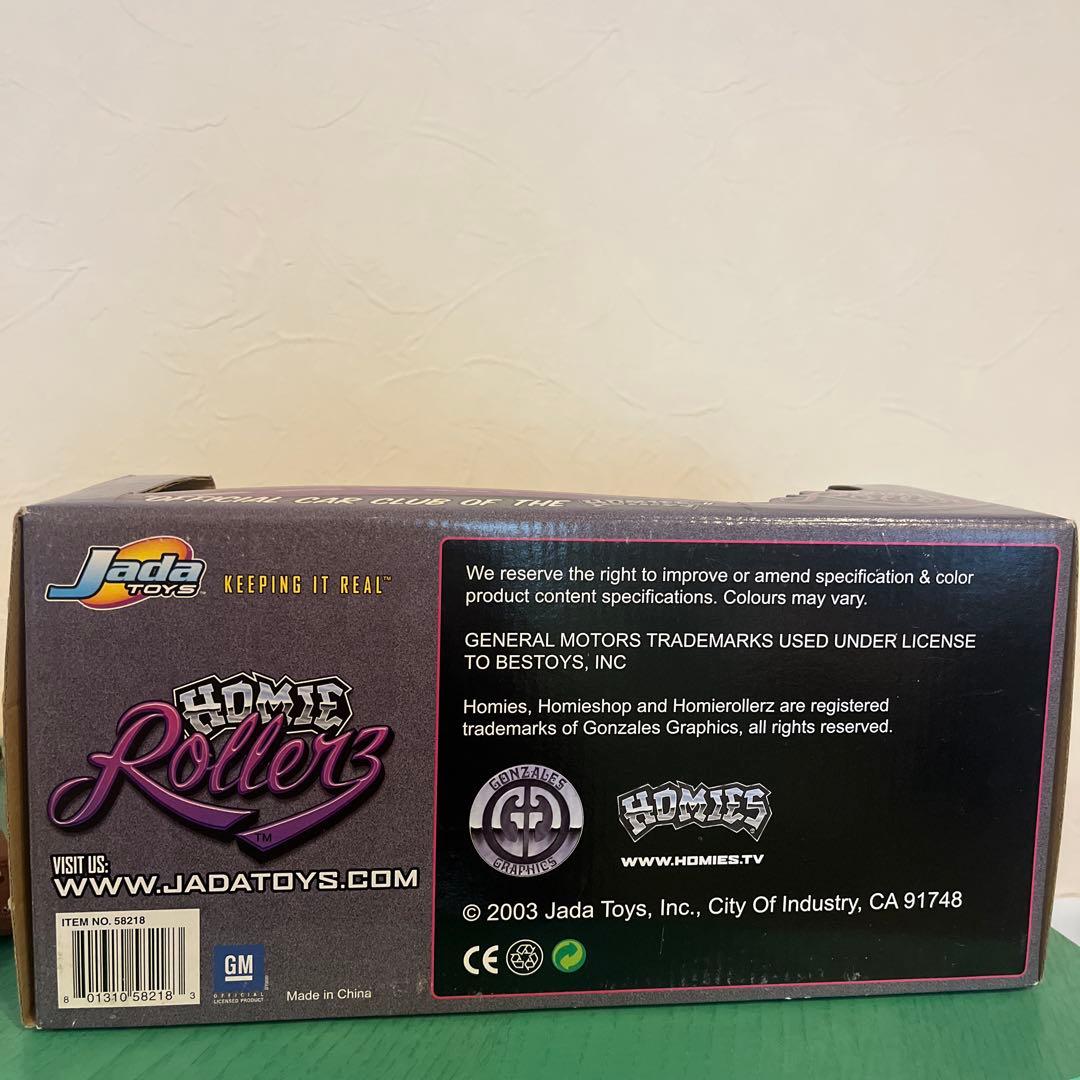 "OFFICIAL CAR CLUB OF THE HOMIES"
Jada
TOYS™
KEEPING IT REAL™
HOMIE
Rollerz
TM
VISIT US:
WWW.JADATOYS.COM
ITEM NO. 58218
8 01310 58218 3
GM
OFFICIAL
LICENSED PRODUCT
Made in China
We reserve the right to improve or amend specification & color
product content specifications. Colours may vary.
GENERAL MOTORS TRADEMARKS USED UNDER LICENSE
TO BESTOYS, INC
Homies, Homieshop and Homierollerz are registered
trademarks of Gonzales Graphics, all rights reserved.
GONZALES
GG
GRAPHICS
HOMIES®
WWW.HOMIES.TV
© 2003 Jada Toys, Inc., City Of Industry, CA 91748
CE